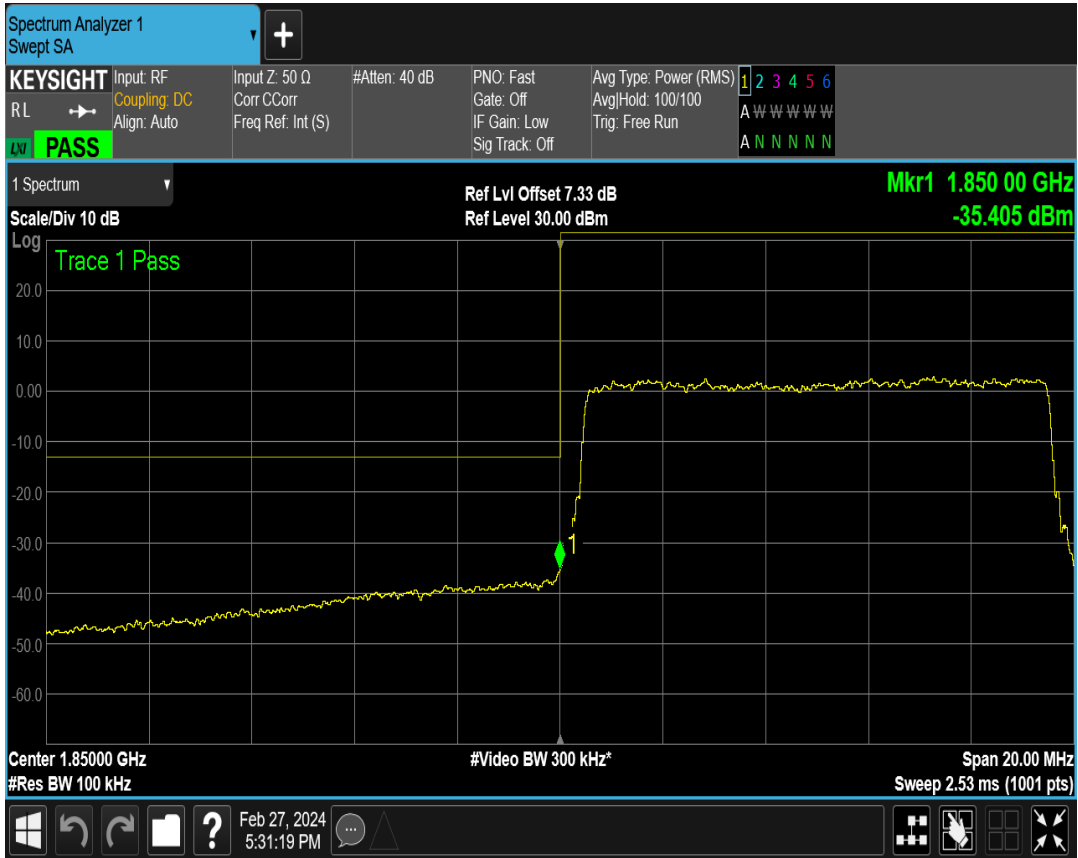 Spectrum Analyzer 1
Swept SA
+
KEYSIGHT
R L
LXI PASS
Input: RF
Coupling: DC
Align: Auto
Input Z: 50 Ω
Corr CCorr
Freq Ref: Int (S)
#Atten: 40 dB
PNO: Fast
Gate: Off
IF Gain: Low
Sig Track: Off
Avg Type: Power (RMS)
Avg|Hold: 100/100
Trig: Free Run
1 2 3 4 5 6
A W W W W W
A N N N N N
1 Spectrum
Scale/Div 10 dB
Ref Lvl Offset 7.33 dB
Ref Level 30.00 dBm
Mkr1 1.850 00 GHz
-35.405 dBm
Log
Trace 1 Pass
20.0
10.0
0.00
-10.0
-20.0
-30.0
-40.0
-50.0
-60.0
1
Center 1.85000 GHz
#Res BW 100 kHz
#Video BW 300 kHz*
Span 20.00 MHz
Sweep 2.53 ms (1001 pts)
?
Feb 27, 2024
5:31:19 PM